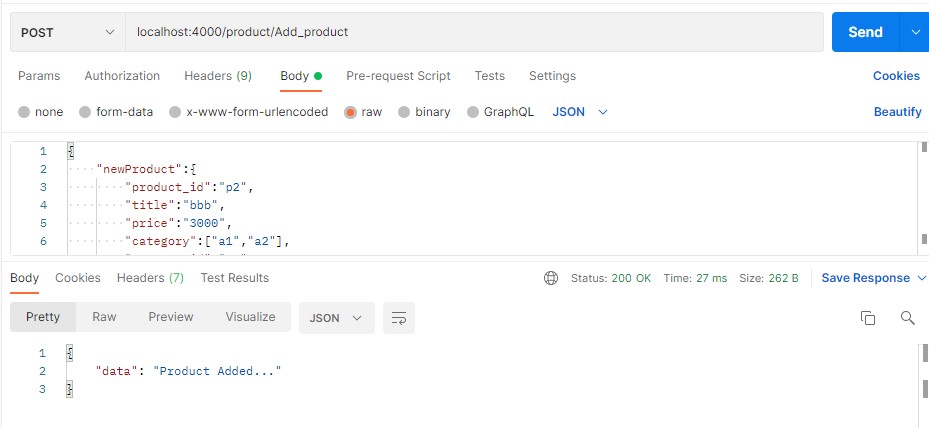 POST localhost:4000/product/Add_product Send
Params Authorization Headers (9) Body Pre-request Script Tests Settings Cookies
none form-data x-www-form-urlencoded raw binary GraphQL JSON Beautify
1 {
2 "newProduct":{
3 "product_id":"p2",
4 "title":"bbb",
5 "price":"3000",
6 "category":["a1","a2"],
Body Cookies Headers (7) Test Results Status: 200 OK Time: 27 ms Size: 262 B Save Response
Pretty Raw Preview Visualize JSON
1 {
2 "data": "Product Added..."
3 }